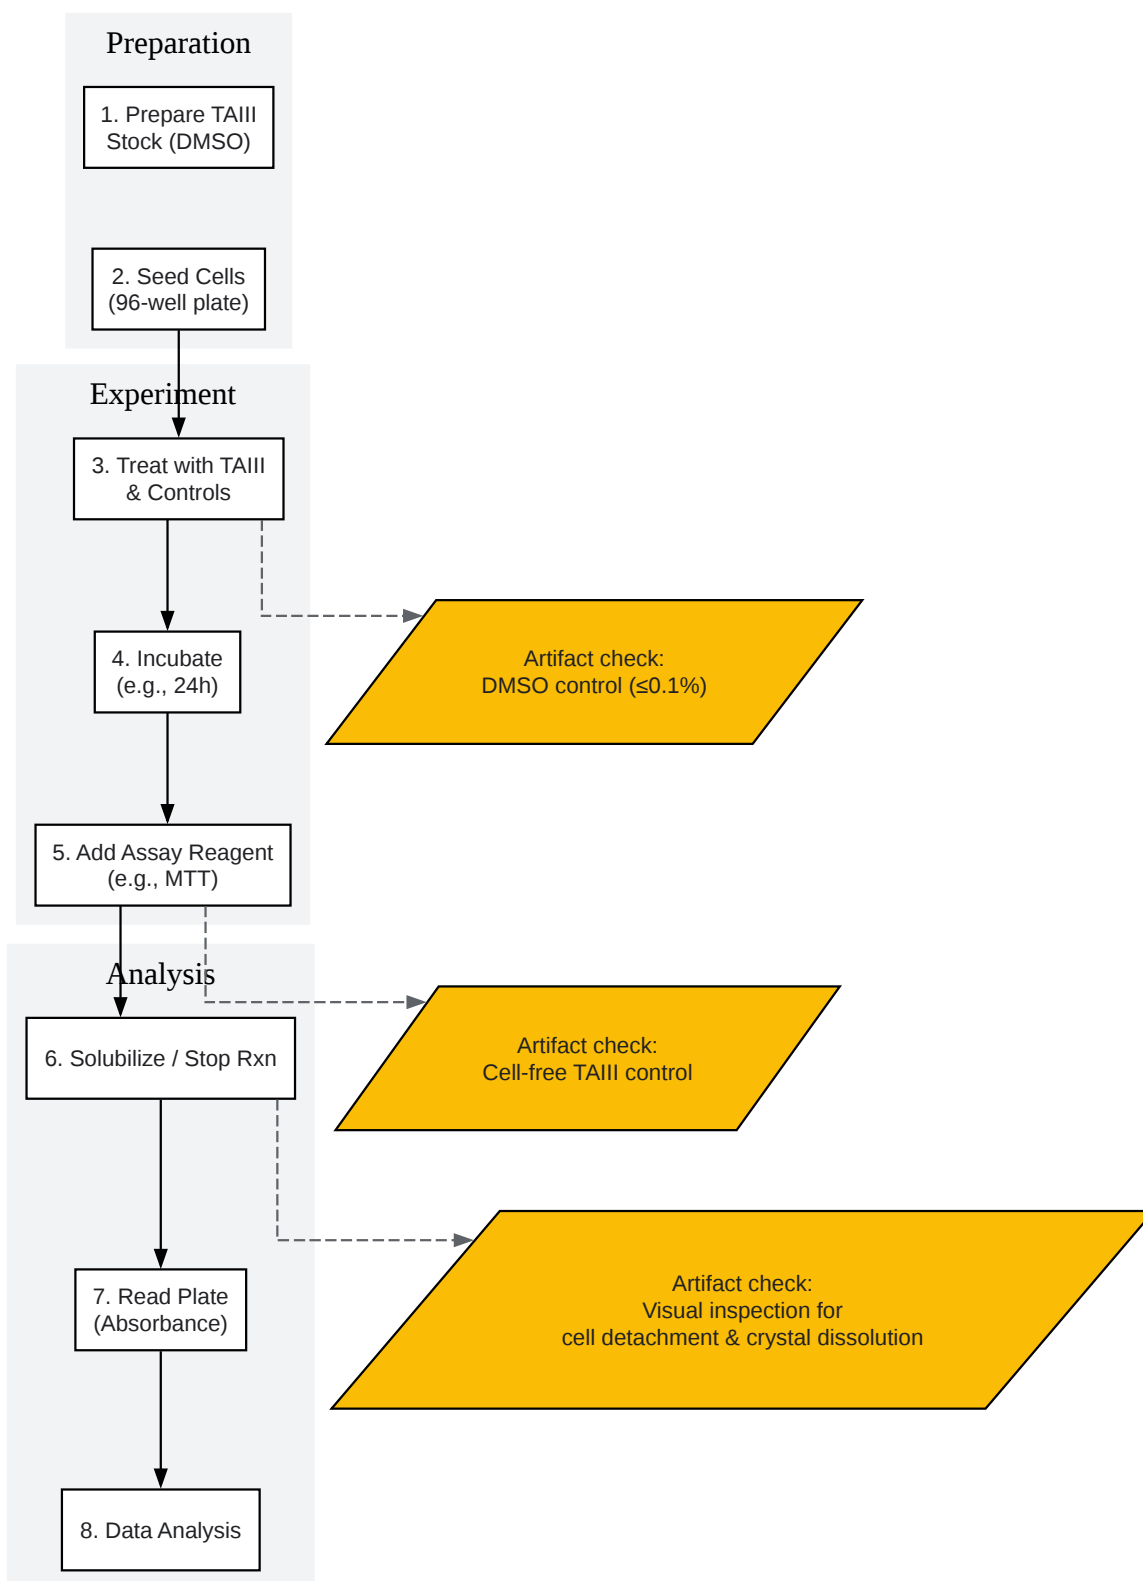 Preparation
1. Prepare TAIII
Stock (DMSO)
2. Seed Cells
(96-well plate)
Experiment
3. Treat with TAIII
& Controls
4. Incubate
(e.g., 24h)
Artifact check:
DMSO control (≤0.1%)
5. Add Assay Reagent
(e.g., MTT)
Analysis
6. Solubilize / Stop Rxn
Artifact check:
Cell-free TAIII control
7. Read Plate
(Absorbance)
Artifact check:
Visual inspection for
cell detachment & crystal dissolution
8. Data Analysis